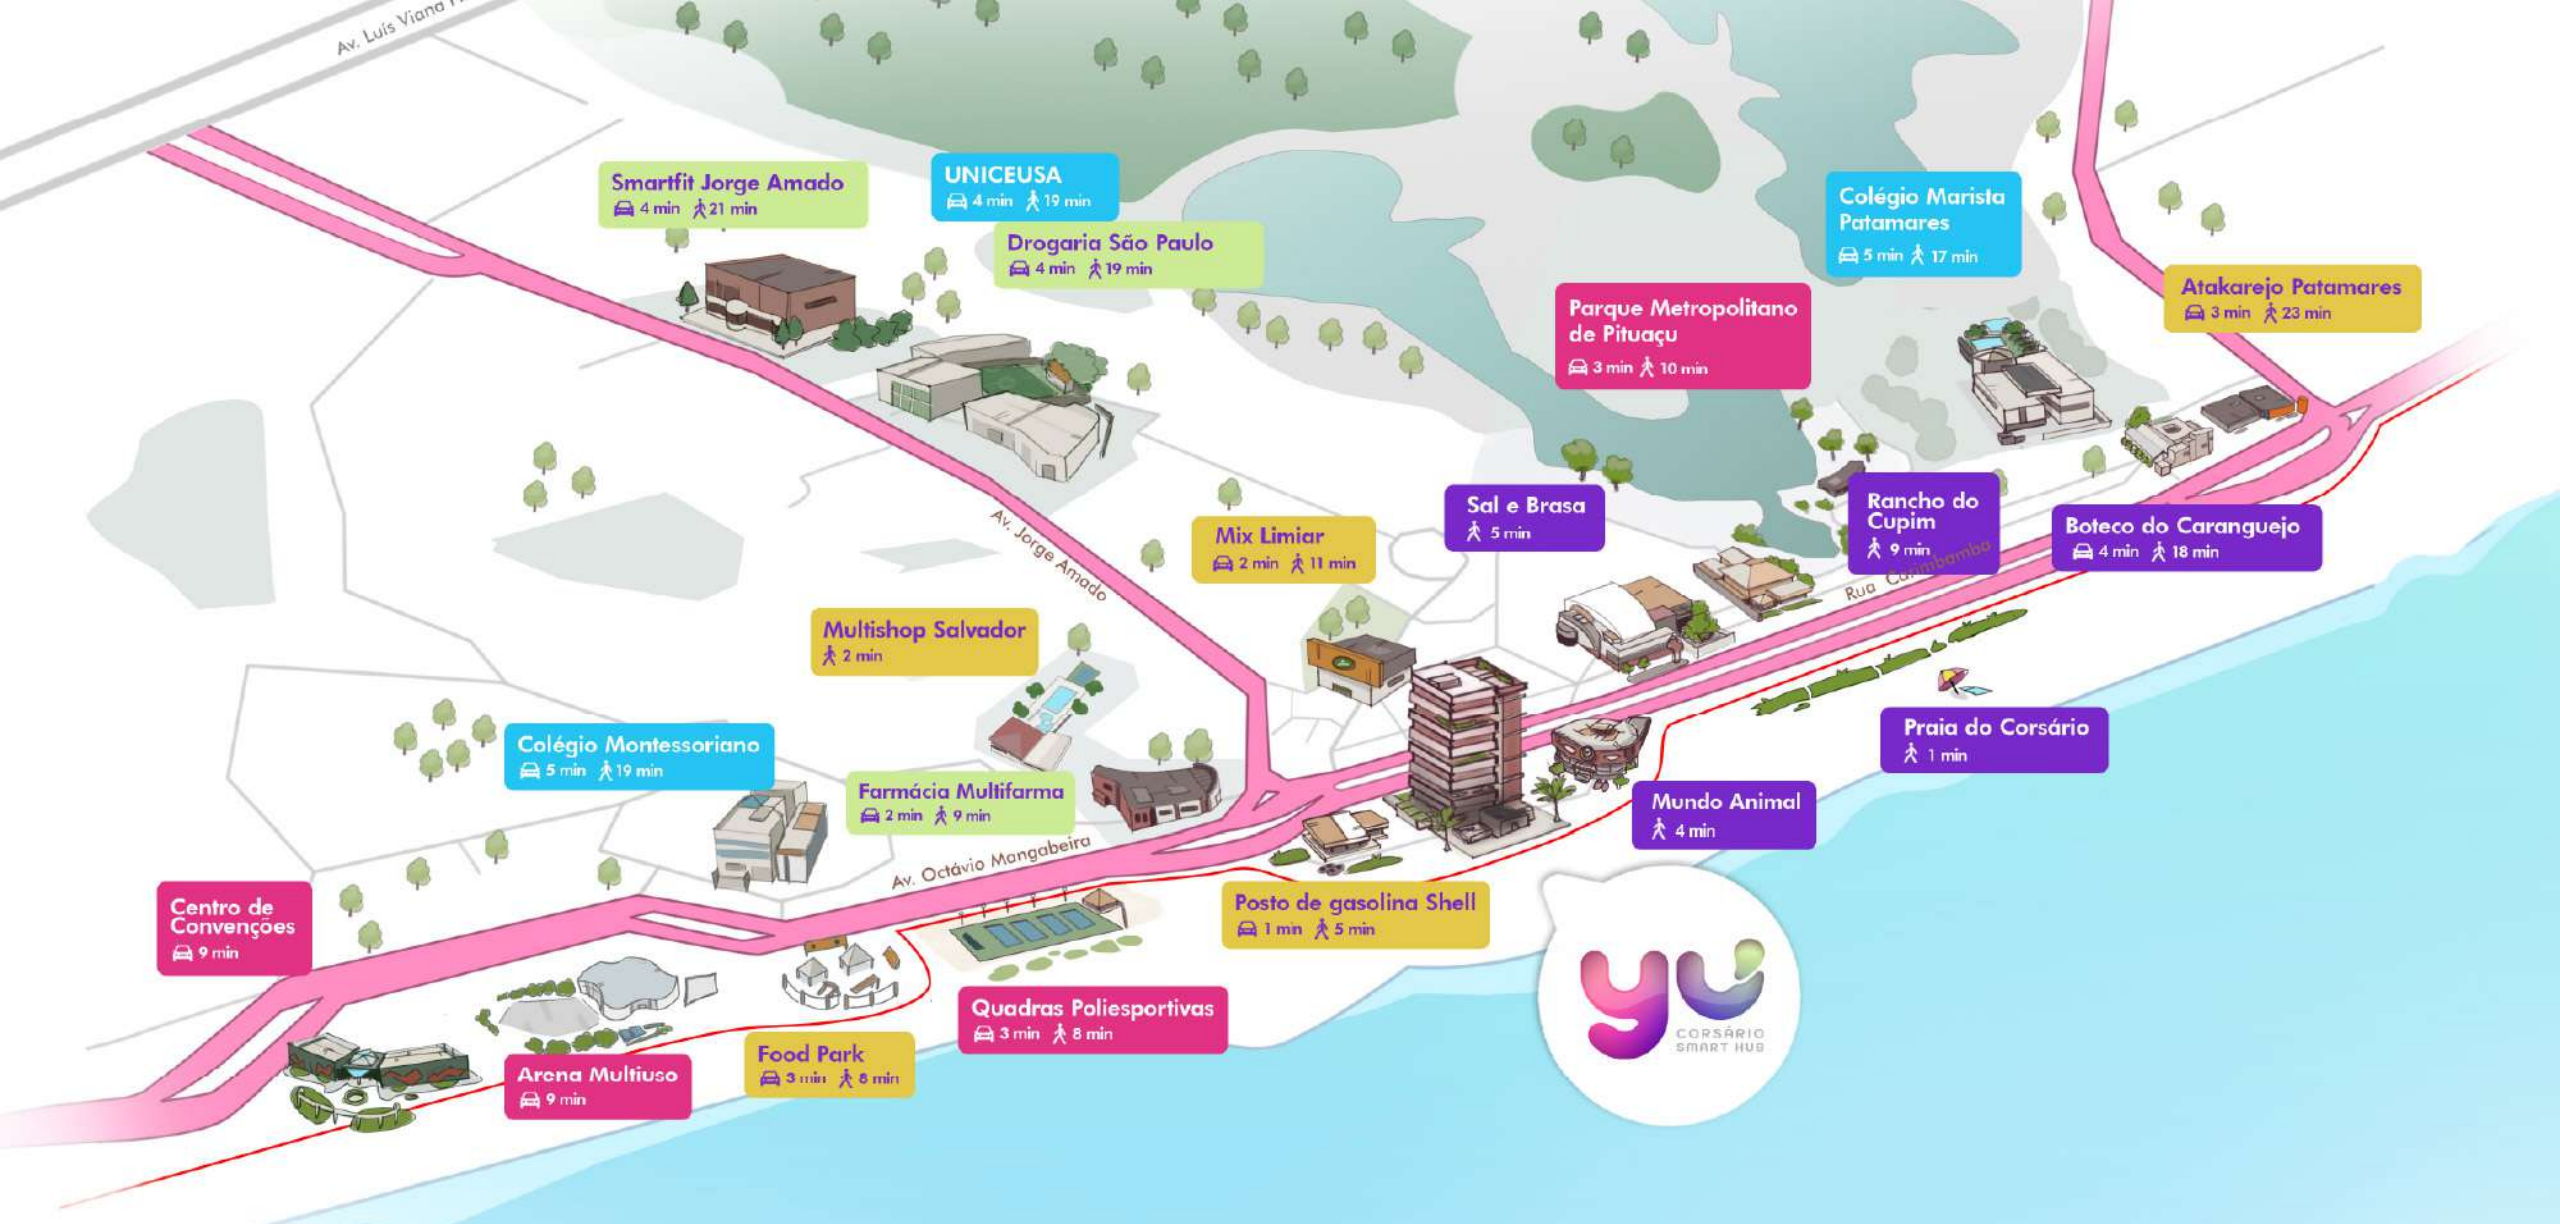 Av. Luís Viana
Smartfit Jorge Amado
4 min 21 min
UNICEUSA
4 min 19 min
Drogaria São Paulo
4 min 19 min
Colégio Marista
Patamares
5 min 17 min
Atakarejo Patamares
3 min 23 min
Parque Metropolitano
de Pituaçu
3 min 10 min
Sal e Brasa
5 min
Rancho do
Cupim
9 min
Boteco do Caranguejo
4 min 18 min
Rua Carimbamba
Mix Limiar
2 min 11 min
Av. Jorge Amado
Multishop Salvador
2 min
Colégio Montessoriano
5 min 19 min
Farmácia Multifarma
2 min 9 min
Praia do Corsário
1 min
Mundo Animal
4 min
Av. Octávio Mangabeira
Centro de
Convenções
9 min
Posto de gasolina Shell
1 min 5 min
Quadras Poliesportivas
3 min 8 min
Food Park
3 min 8 min
Arena Multiuso
9 min
yu
CORSÁRIO
SMART HUB